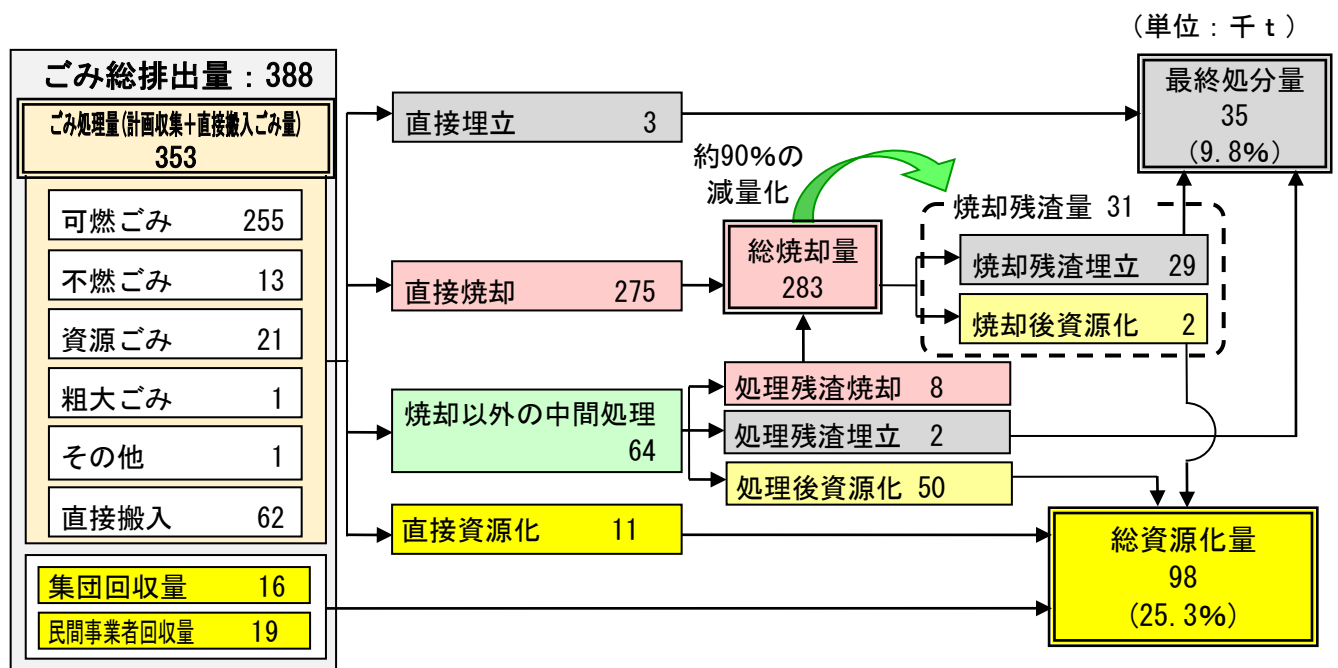 （単位：千ｔ）
ごみ総排出量：388
ごみ処理量(計画収集＋直接搬入ごみ量)
353
可燃ごみ 255
不燃ごみ 13
資源ごみ 21
粗大ごみ 1
その他 1
直接搬入 62
集団回収量 16
民間事業者回収量 19
直接埋立 3
直接焼却 275
焼却以外の中間処理
64
直接資源化 11
約90％の
減量化
総焼却量
283
処理残渣焼却 8
処理残渣埋立 2
処理後資源化 50
焼却残渣量 31
焼却残渣埋立 29
焼却後資源化 2
最終処分量
35
(9.8％)
総資源化量
98
(25.3％)